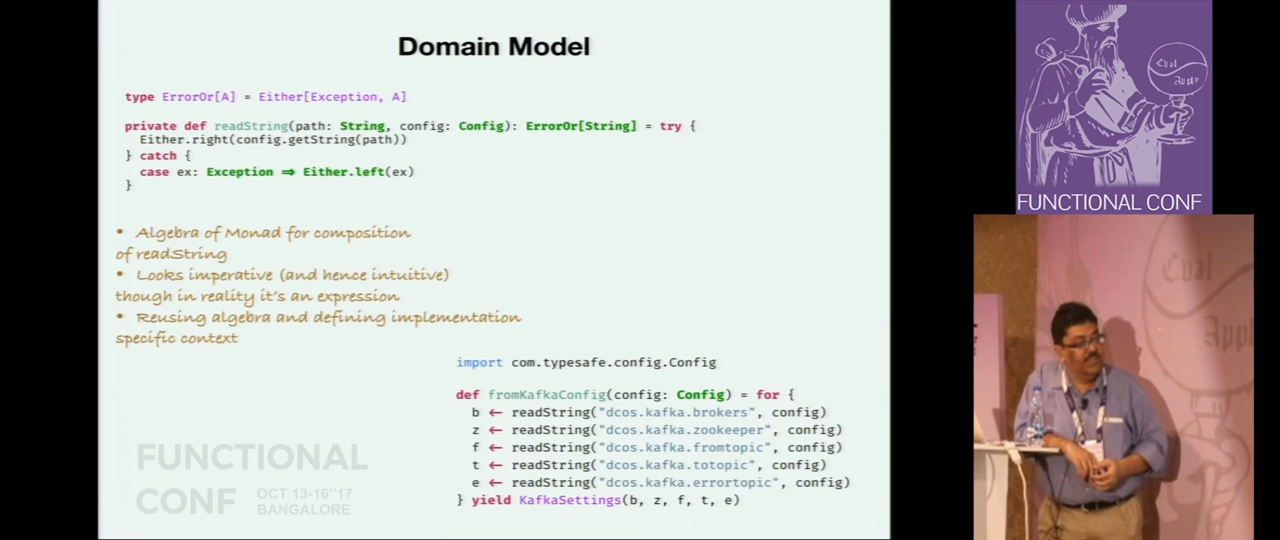 Domain Model
type ErrorOr[A] = Either[Exception, A]
private def readString(path: String, config: Config): ErrorOr[String] = try {
Either.right(config.getString(path))
} catch {
case ex: Exception ⇒ Either.left(ex)
}
• Algebra of Monad for composition
of readString
• Looks imperative (and hence intuitive)
though in reality it's an expression
• Reusing algebra and defining implementation
specific context
import com.typesafe.config.Config
def fromKafkaConfig(config: Config) = for {
b ← readString("dcos.kafka.brokers", config)
z ← readString("dcos.kafka.zookeeper", config)
f ← readString("dcos.kafka.fromtopic", config)
t ← readString("dcos.kafka.totopic", config)
e ← readString("dcos.kafka.errortopic", config)
} yield KafkaSettings(b, z, f, t, e)
FUNCTIONAL
CONF
OCT 13-16"17
BANGALORE
Eval
Apply
FUNCTIONAL CONF
Eval
Apply